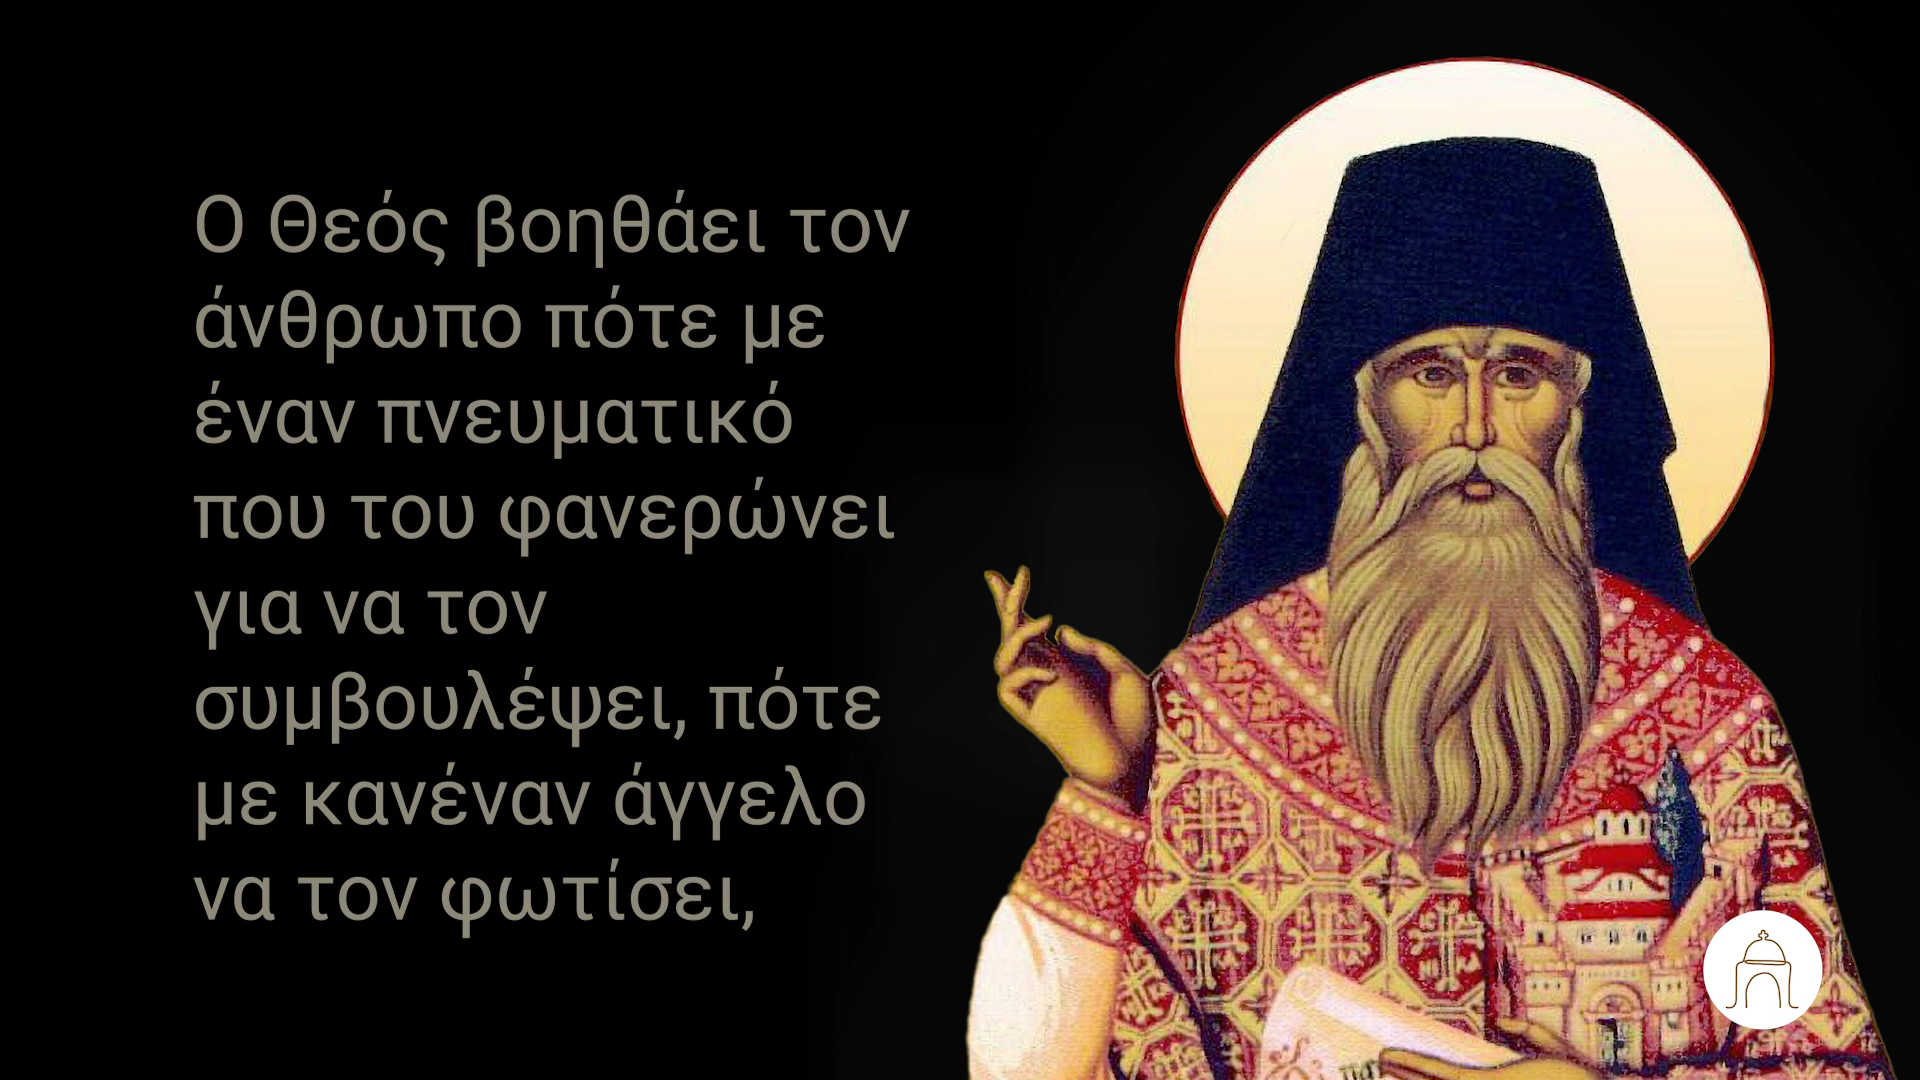 Ο Θεός βοηθάει τον
άνθρωπο πότε με
έναν πνευματικό
που του φανερώνει
για να τον
συμβουλέψει, πότε
με κανέναν άγγελο
να τον φωτίσει,